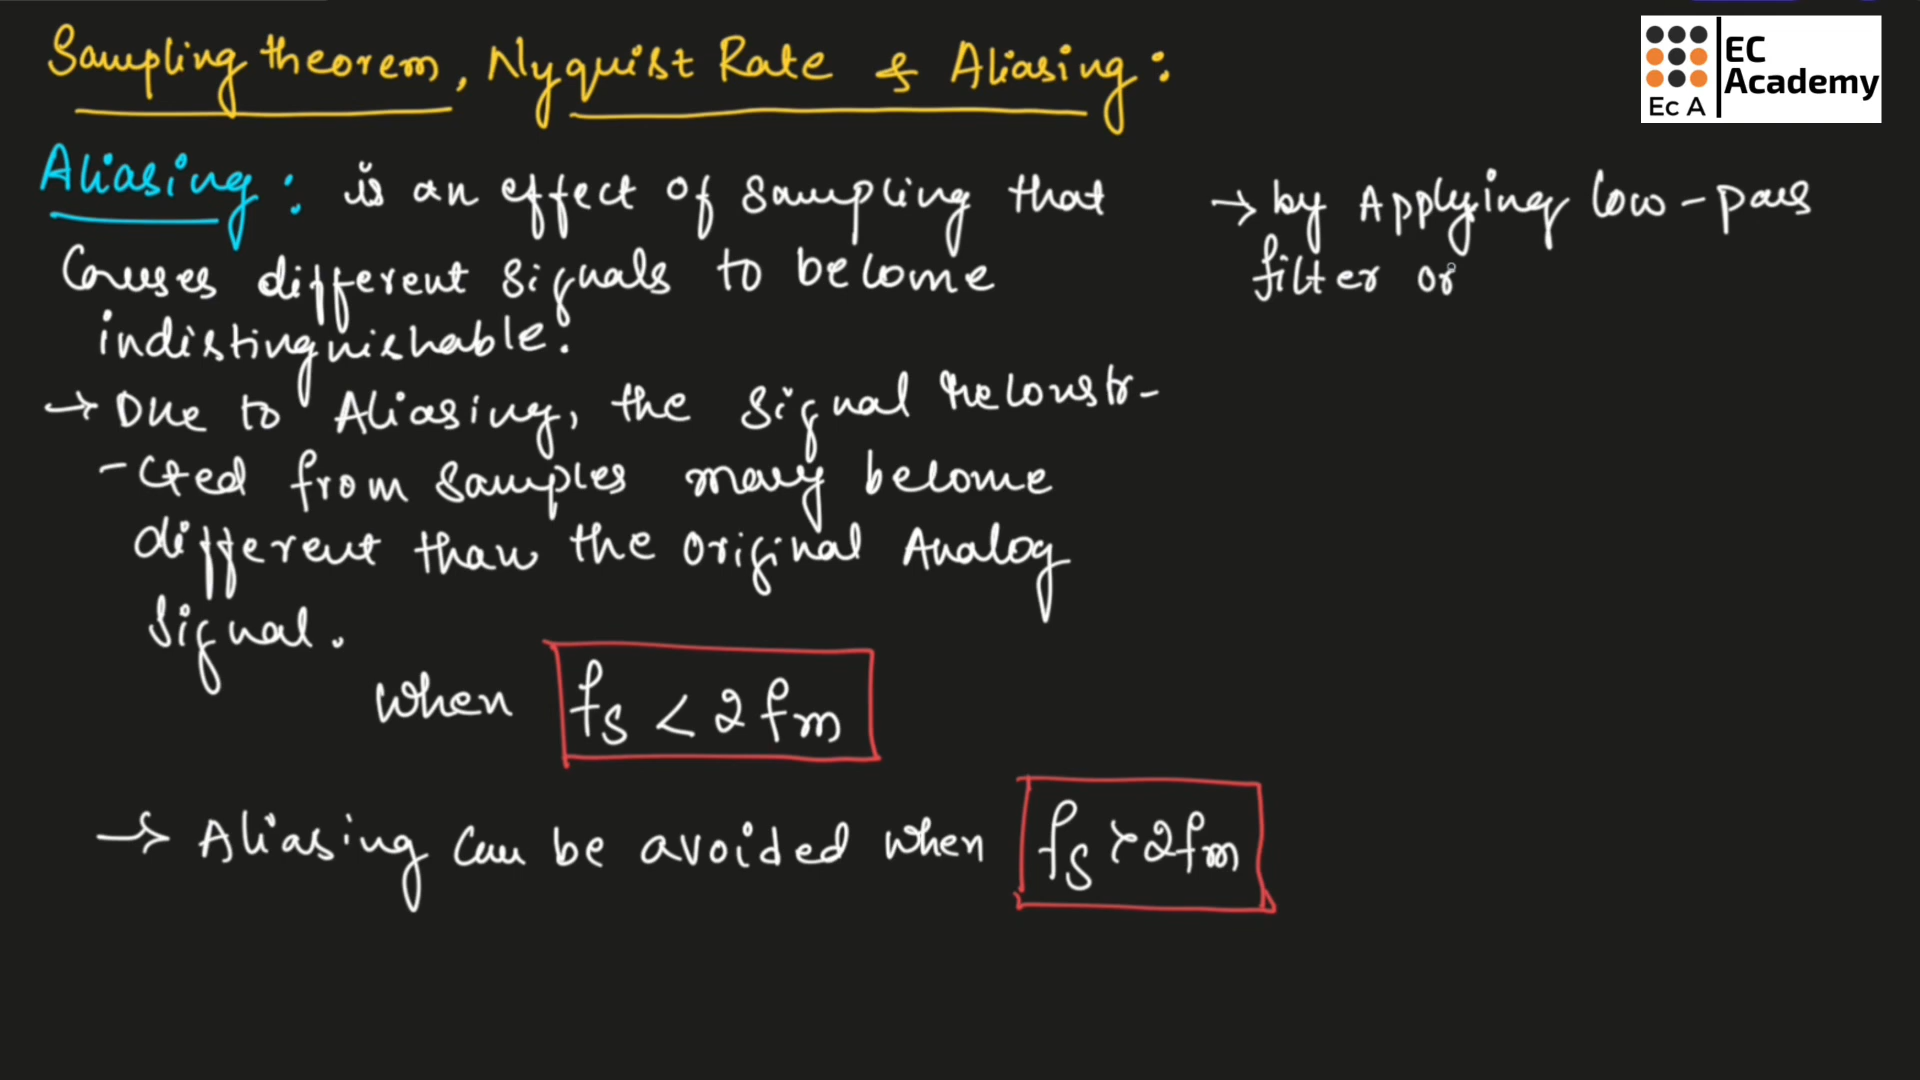 Sampling theorem, Nyquist Rate & Aliasing:
EC
Academy
Ec A
Aliasing: is an effect of sampling that
Causes different signals to become
indistinguishable.
→ Due to Aliasing, the signal reconstr-
-cted from samples may become
different than the original Analog
signal.
when fs < 2fm
→ Aliasing can be avoided when fs > 2fm
→ by Applying low-pass
filter or